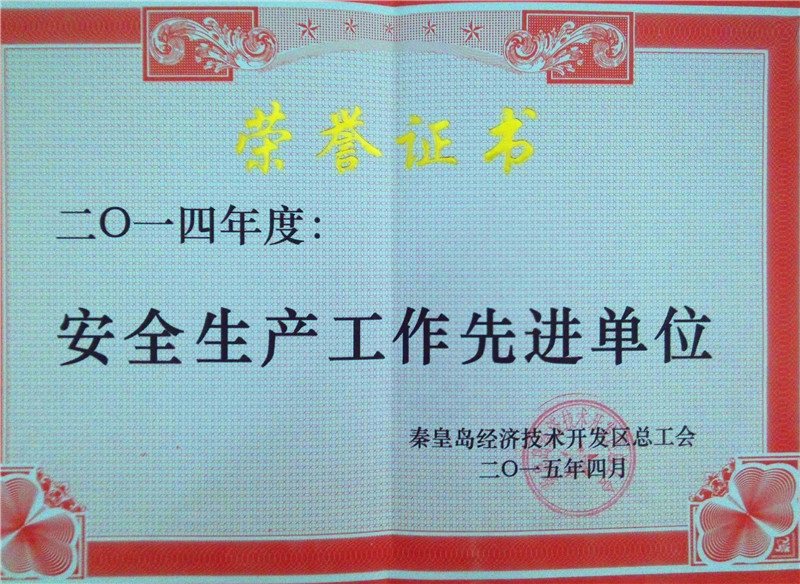 荣誉证书
二〇一四年度：
安全生产工作先进单位
秦皇岛经济技术开发区总工会
二〇一五年四月